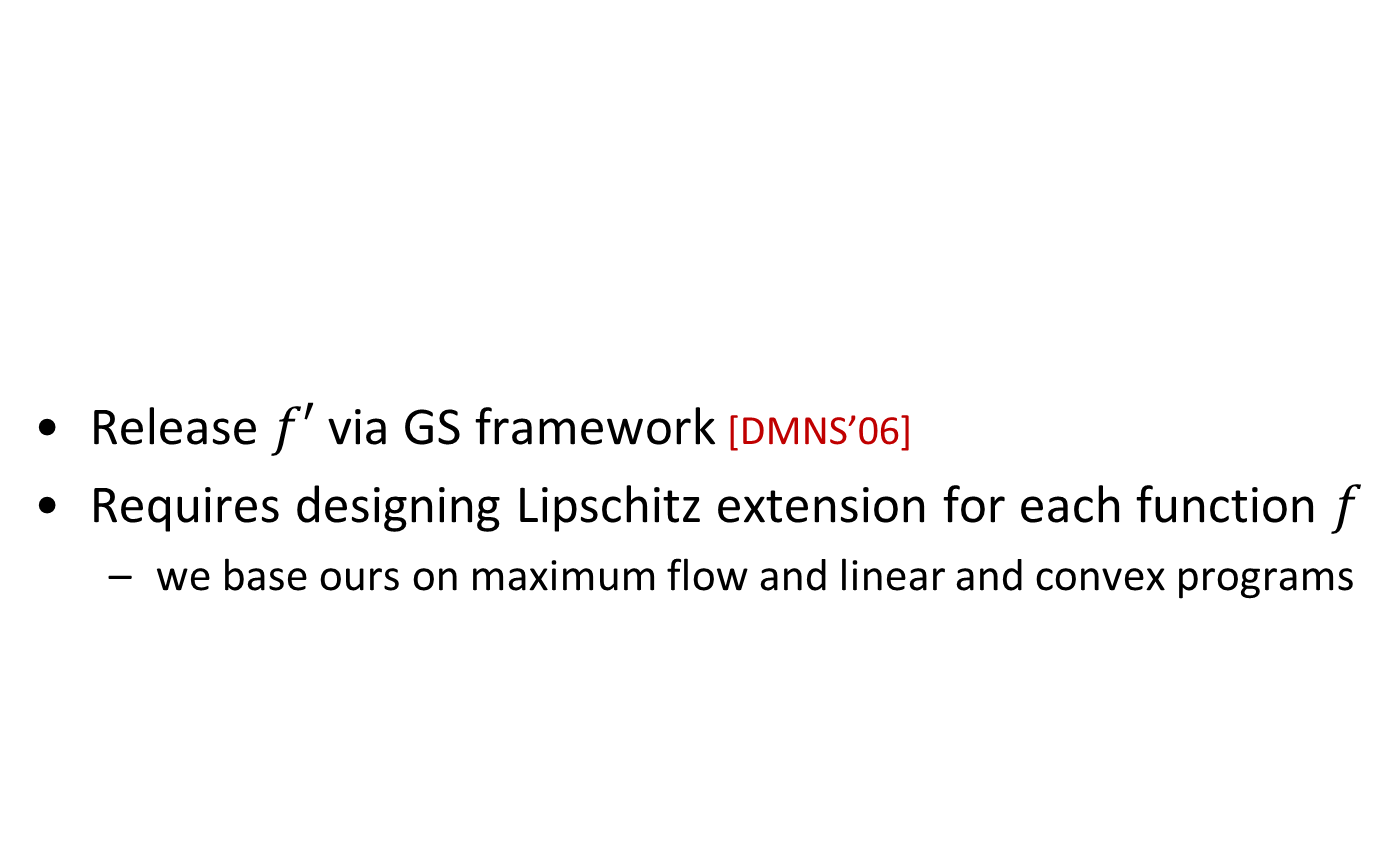 • Release f′ via GS framework [DMNS’06]
• Requires designing Lipschitz extension for each function f
– we base ours on maximum flow and linear and convex programs